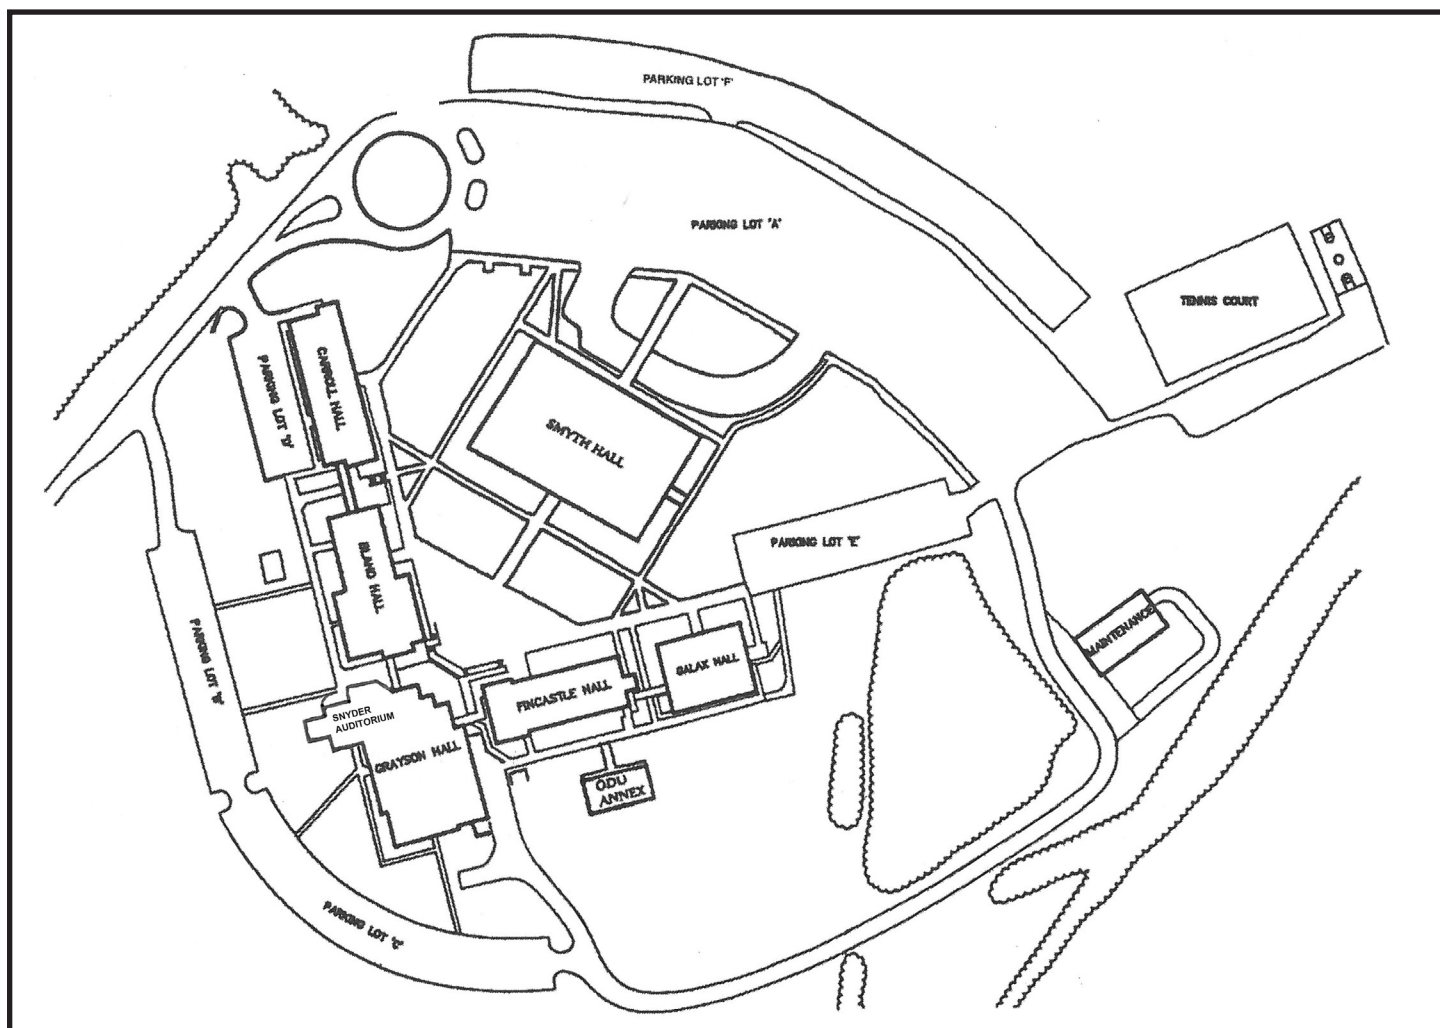 PARKING LOT 'F'
PARKING LOT 'A'
TENNIS COURT
CARROLL HALL
PARKING LOT 'D'
SMYTH HALL
PARKING LOT 'E'
BLAND HALL
MAINTENANCE
PARKING LOT 'B'
GALAX HALL
FINCASTLE HALL
SNYDER
AUDITORIUM
GRAYSON HALL
ODU
ANNEX
PARKING LOT 'C'